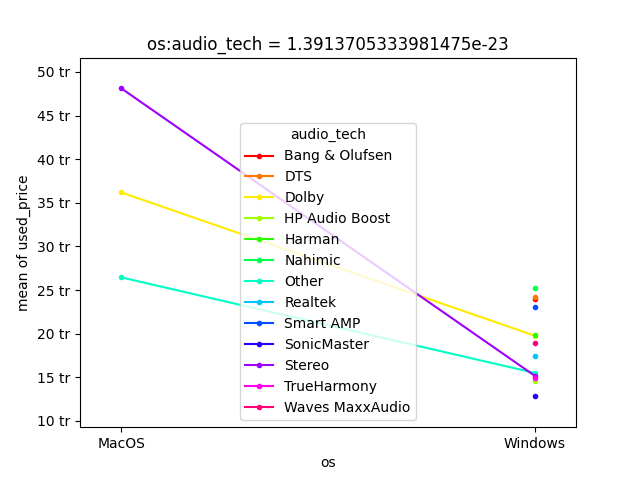 os:audio_tech = 1.3913705333981475e-23
50 tr
45 tr
40 tr
35 tr
30 tr
25 tr
20 tr
15 tr
10 tr
mean of used_price
audio_tech
Bang & Olufsen
DTS
Dolby
HP Audio Boost
Harman
Nahimic
Other
Realtek
Smart AMP
SonicMaster
Stereo
TrueHarmony
Waves MaxxAudio
MacOS
Windows
os